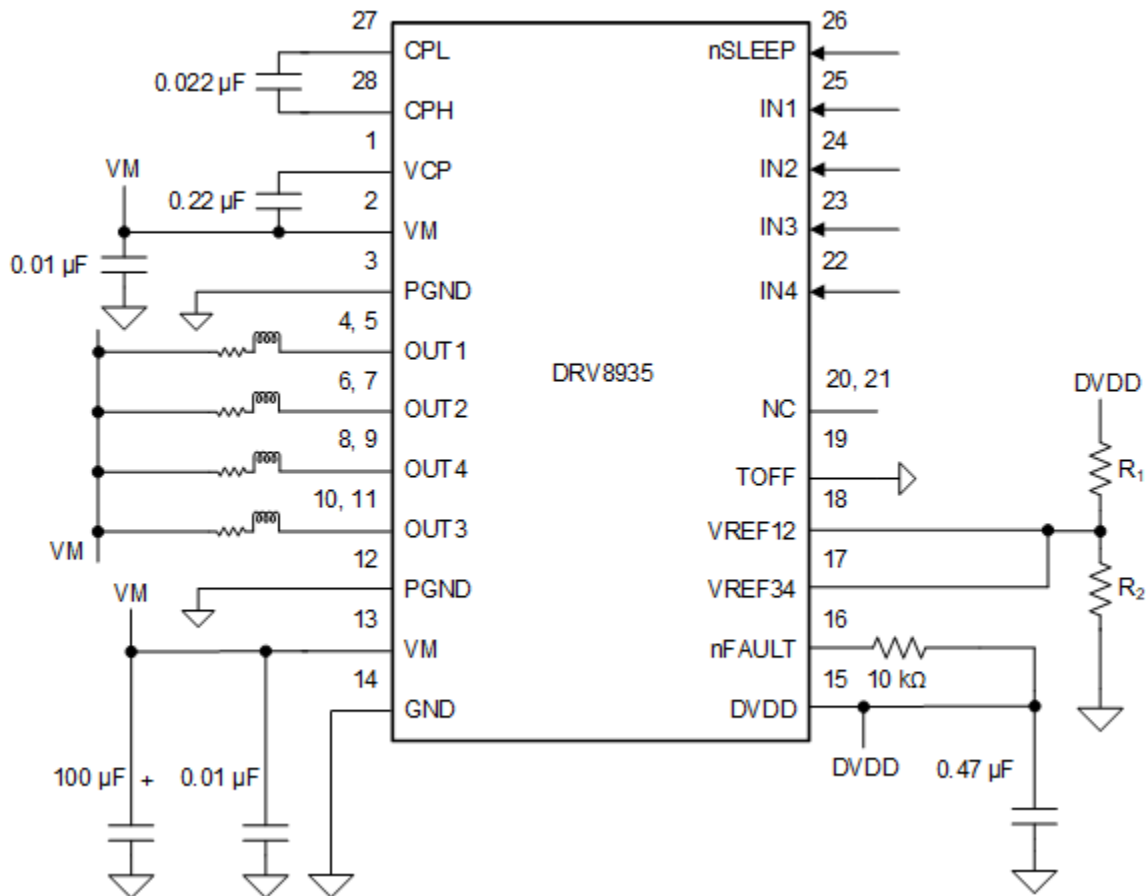 27
26
CPL
nSLEEP
0.022 µF
28
25
CPH
IN1
1
24
VM
VCP
IN2
0.22 µF
2
23
VM
IN3
0.01 µF
3
22
PGND
IN4
4, 5
OUT1
DRV8935
6, 7
20, 21
DVDD
OUT2
NC
8, 9
19
OUT4
TOFF
R₁
10, 11
18
OUT3
VREF12
VM
12
17
VM
PGND
VREF34
R₂
13
16
VM
nFAULT
14
15
10 kΩ
GND
DVDD
100 µF +
0.01 µF
DVDD
0.47 µF